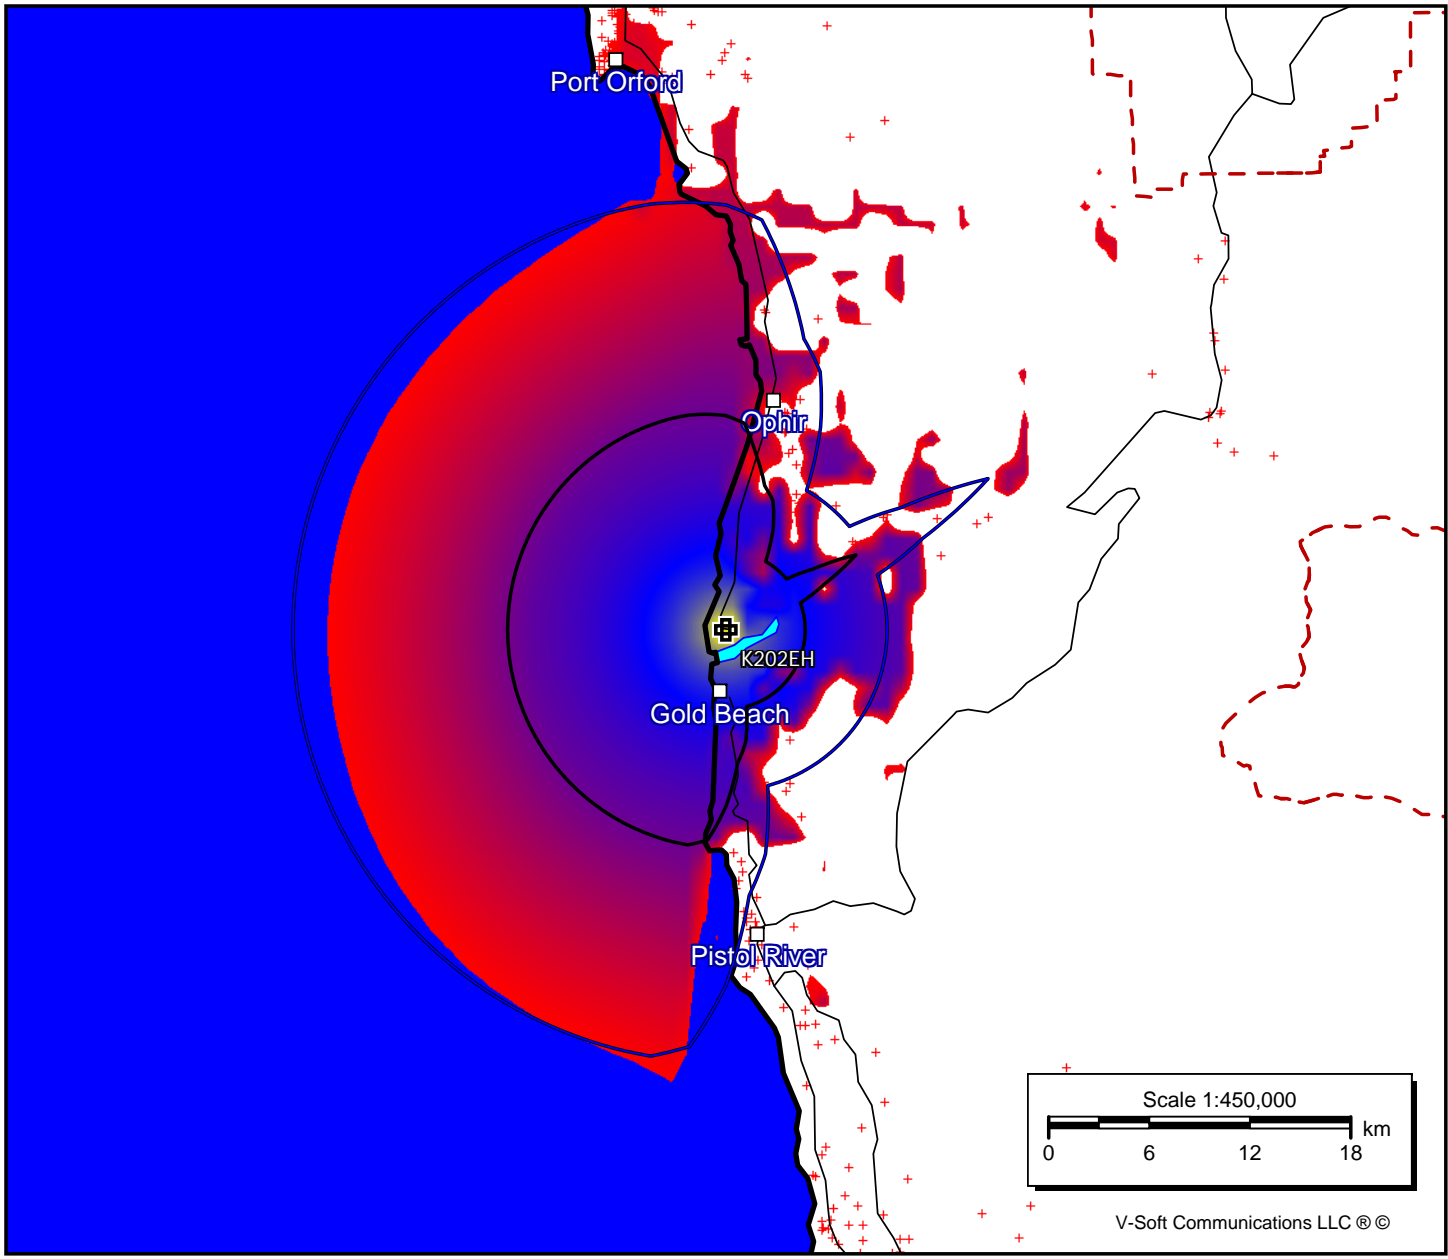 Port Orford
Ophir
K202EH
Gold Beach
Pistol River
Scale 1:450,000
km
0 6 12 18
V-Soft Communications LLC ® ©